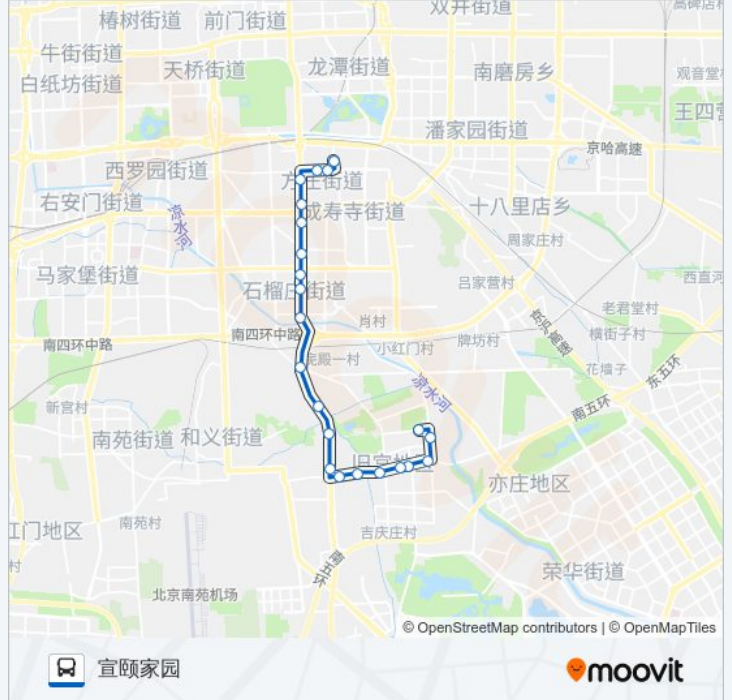 双井街道
高碑店村
椿树街道
前门街道
牛街街道
天桥街道
龙潭街道
南磨房乡
观音堂村
白纸坊街道
王四营
潘家园街道
京哈高速
西罗园街道
方庄街道
右安门街道
成寿寺街道
十八里店乡
凉水河
周家庄村
马家堡街道
西直河
石榴庄街道
吕家营村
老君堂村
肖村
京沪高速
南四环中路
南四环中路
牌坊村
横街子村
小红门村
龙殿一村
花墙子
东五环
凉水河
新宫村
南五环
南苑街道
和义街道
旧宫地区
亦庄地区
红门地区
南苑村
吉庆庄村
村
南五环
荣华街道
北京南苑机场
© OpenStreetMap contributors | © OpenMapTiles
宣颐家园
moovit